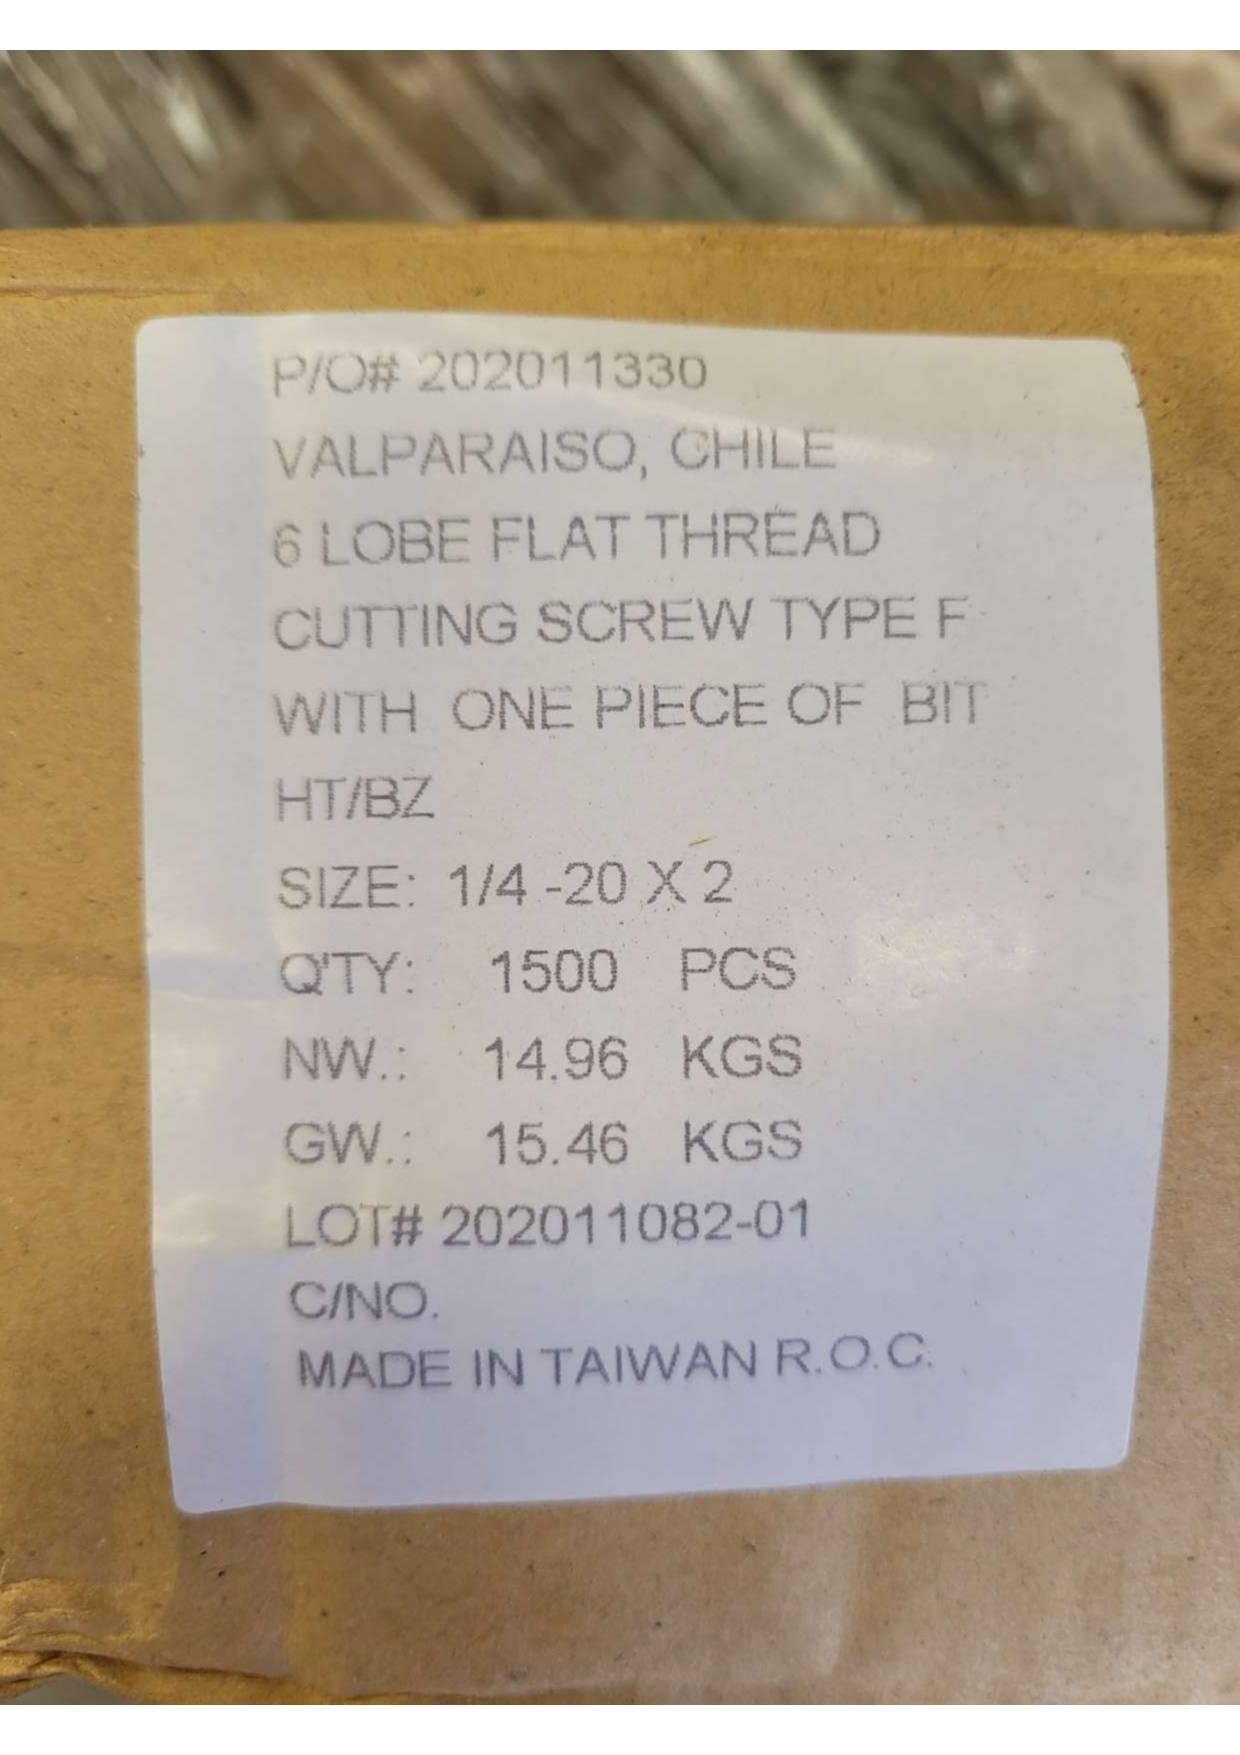 P/O# 202011330
VALPARAISO, CHILE
6 LOBE FLAT THREAD
CUTTING SCREW TYPE F
WITH ONE PIECE OF BIT
HT/BZ
SIZE: 1/4 -20 X 2
Q'TY: 1500 PCS
NW.: 14.96 KGS
GW.: 15.46 KGS
LOT# 202011082-01
C/NO.
MADE IN TAIWAN R.O.C.